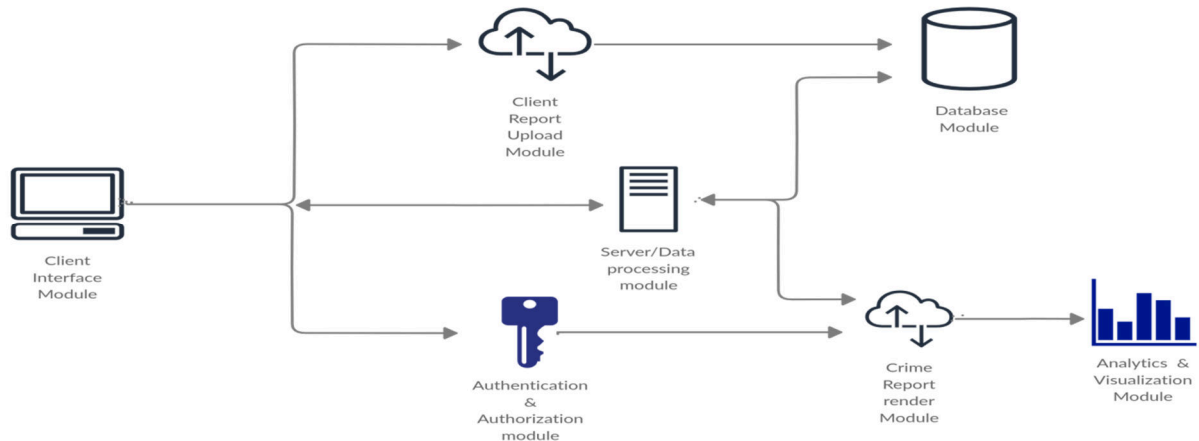 Client
Report
Upload
Module
Database
Module
Client
Interface
Module
Server/Data
processing
module
Authentication
&
Authorization
module
Crime
Report
render
Module
Analytics &
Visualization
Module